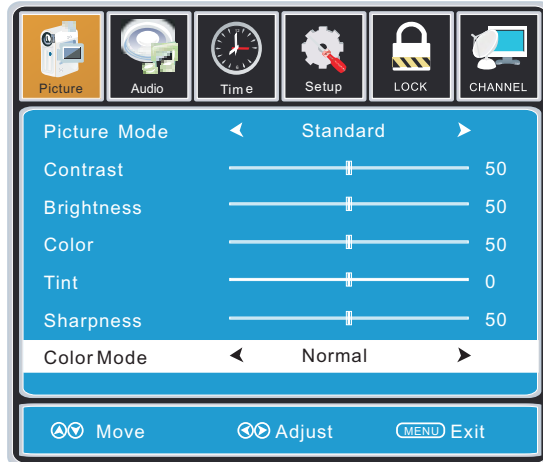 Picture Audio Time Setup LOCK CHANNEL
Picture Mode Standard
Contrast 50
Brightness 50
Color 50
Tint 0
Sharpness 50
Color Mode Normal
Move Adjust MENU Exit